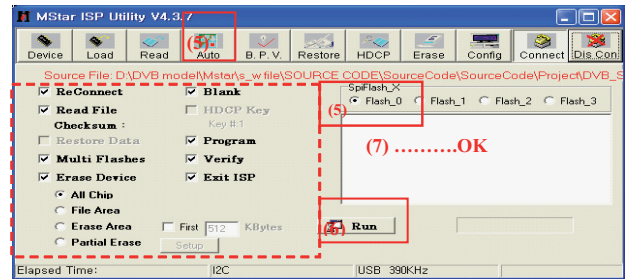 MStar ISP Utility V4.3.7
Device Load Read Auto B. P. V. Restore HDCP Erase Config Connect Dis.Con
(5)
Source File: D:\DVB model\Mstar\s_w file\SOURCE CODE\SourceCode\SourceCode\Project\DVB_S
ReConnect
Blank
SpiFlash_X
Read File
HDCP Key
(5)
Flash_0 Flash_1 Flash_2 Flash_3
Checksum :
Key #:1
Restore Data
Program
(7) ..........OK
Multi Flashes
Verify
Erase Device
Exit ISP
All Chip
File Area
Erase Area
First 512 KBytes
(6)
Run
Partial Erase
Setup
Elapsed Time:
I2C
USB 390KHz